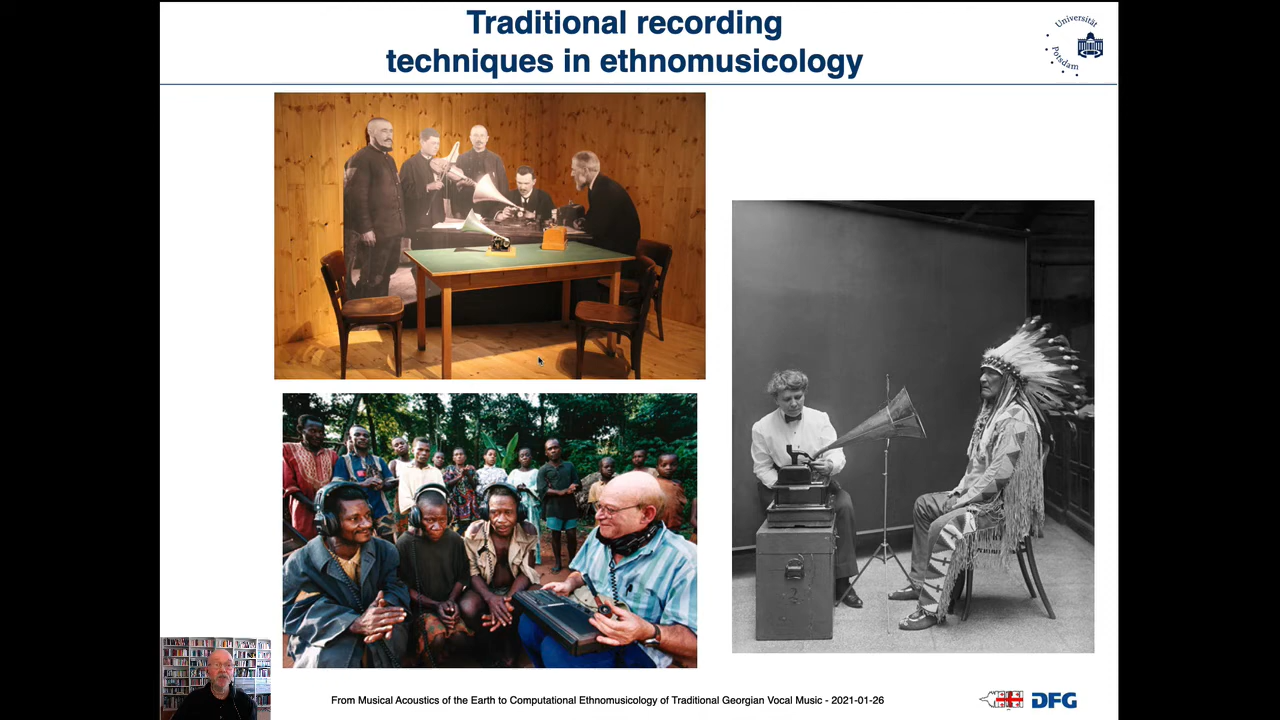 Traditional recording
techniques in ethnomusicology
Universität
Potsdam
2
From Musical Acoustics of the Earth to Computational Ethnomusicology of Traditional Georgian Vocal Music - 2021-01-26
DFG